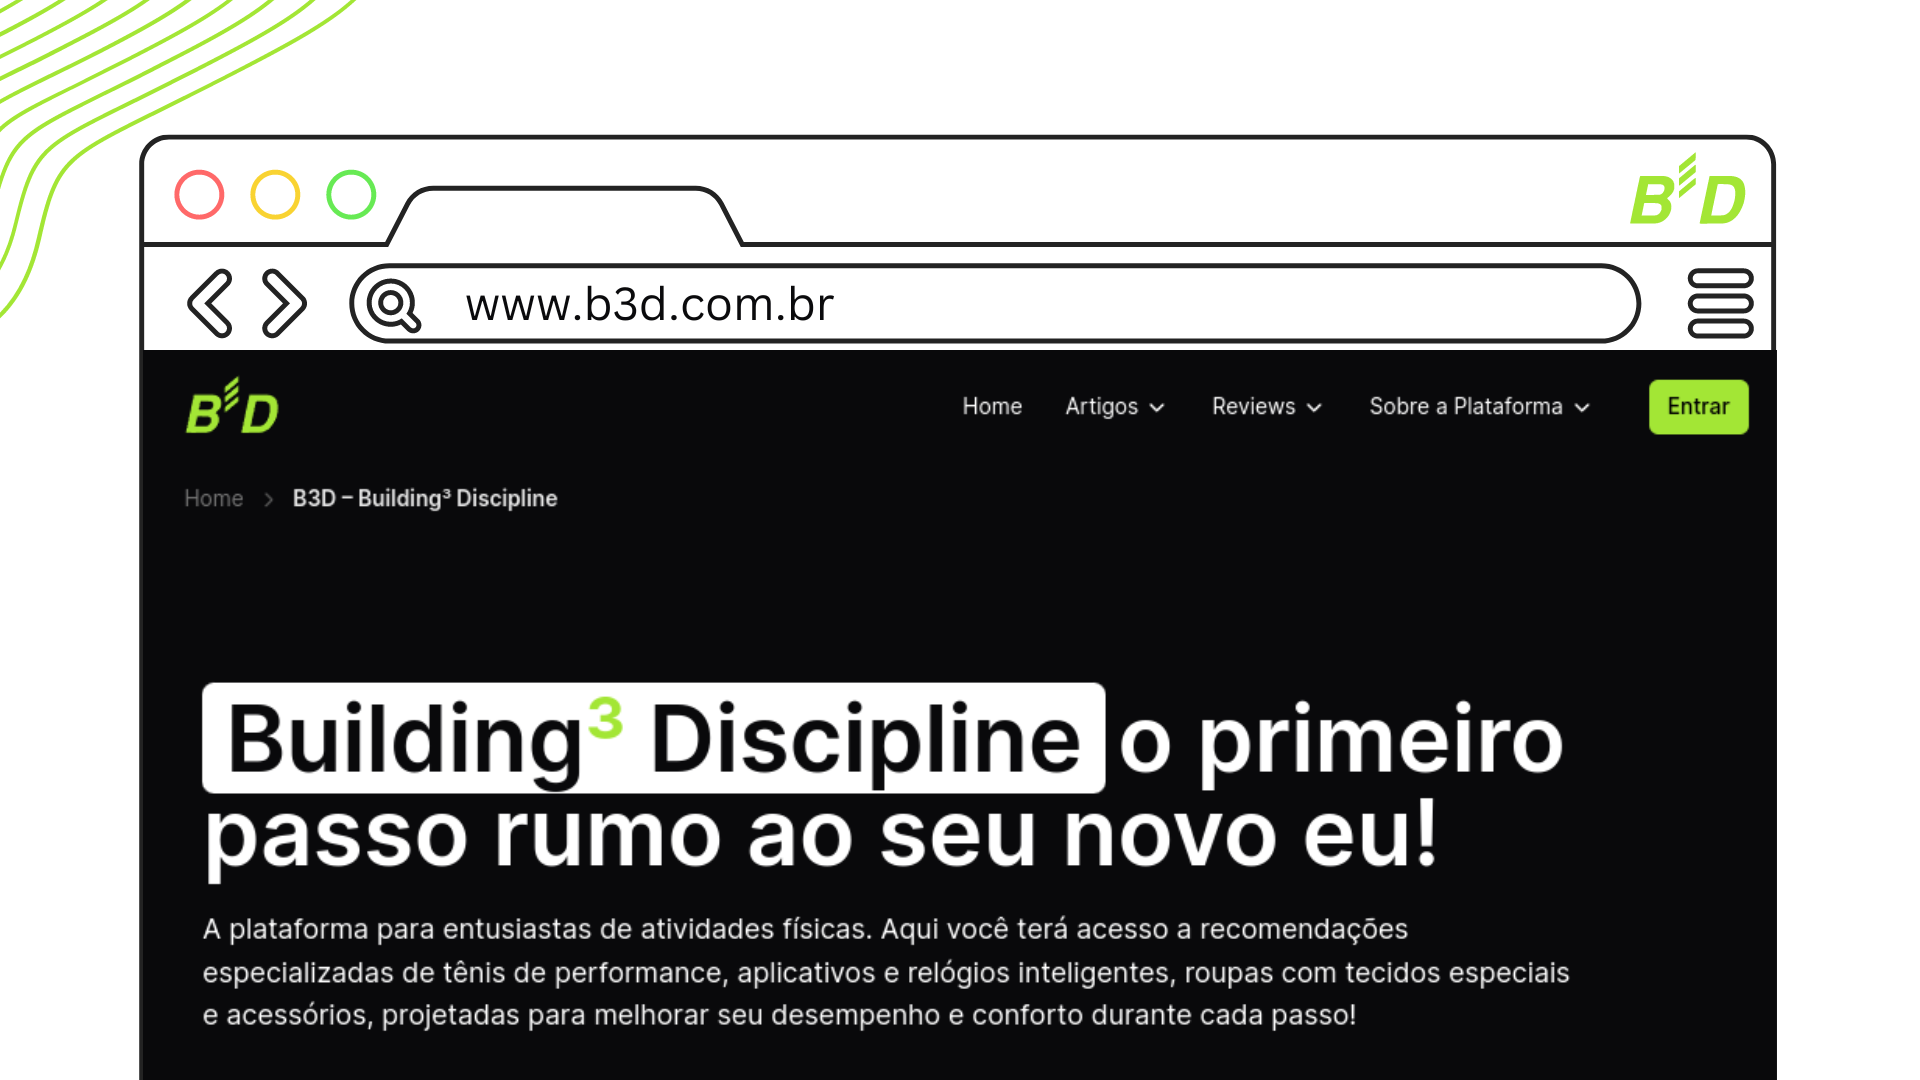 B3D
www.b3d.com.br
B3D
Home
Artigos
Reviews
Sobre a Plataforma
Entrar
Home
B3D – Building³ Discipline
Building³ Discipline o primeiro
passo rumo ao seu novo eu!
A plataforma para entusiastas de atividades físicas. Aqui você terá acesso a recomendações
especializadas de tênis de performance, aplicativos e relógios inteligentes, roupas com tecidos especiais
e acessórios, projetadas para melhorar seu desempenho e conforto durante cada passo!